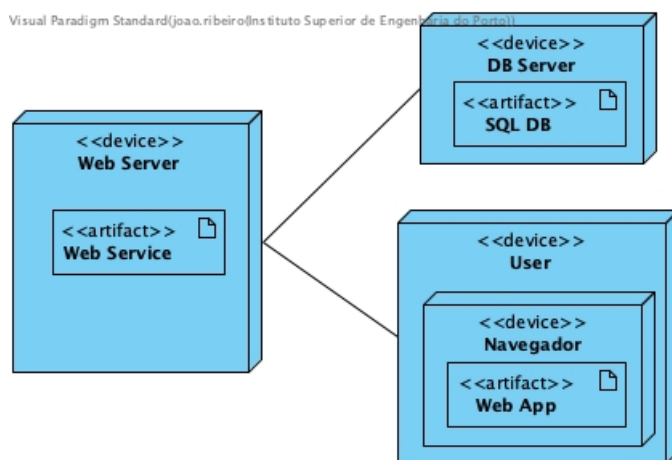 Visual Paradigm Standard(joao.ribeiro(Instituto Superior de Engenharia do Porto))
<<device>>
DB Server
<<artifact>>
SQL DB
<<device>>
Web Server
<<artifact>>
Web Service
<<device>>
User
<<device>>
Navegador
<<artifact>>
Web App